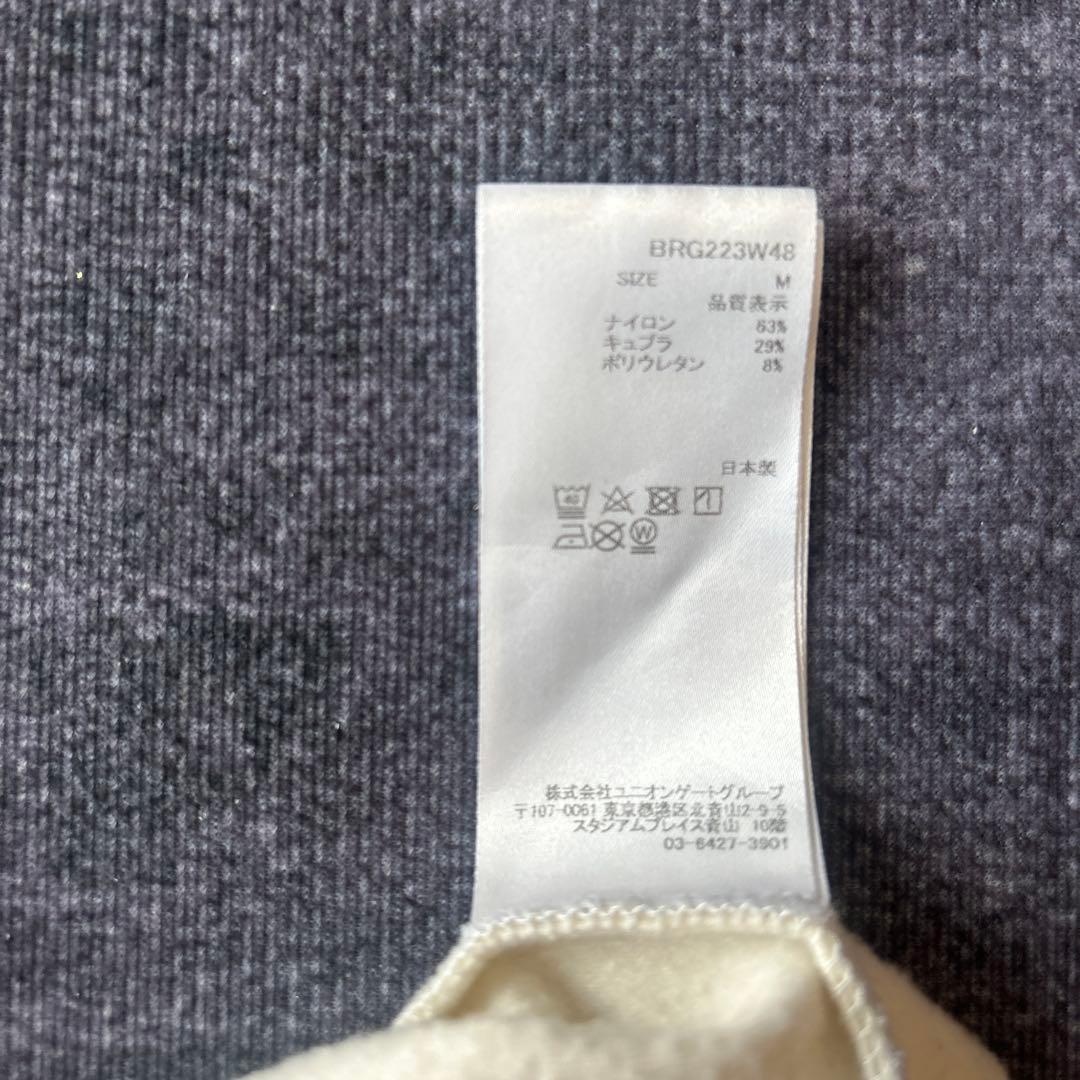 BRG223W48
SIZE M
品質表示
ナイロン 63%
キュプラ 29%
ポリウレタン 8%
日本製
40
W
株式会社ユニオンゲートグループ
〒107-0061 東京都港区北青山2-9-5
スタジアムプレイス青山 10階
03-6427-3901